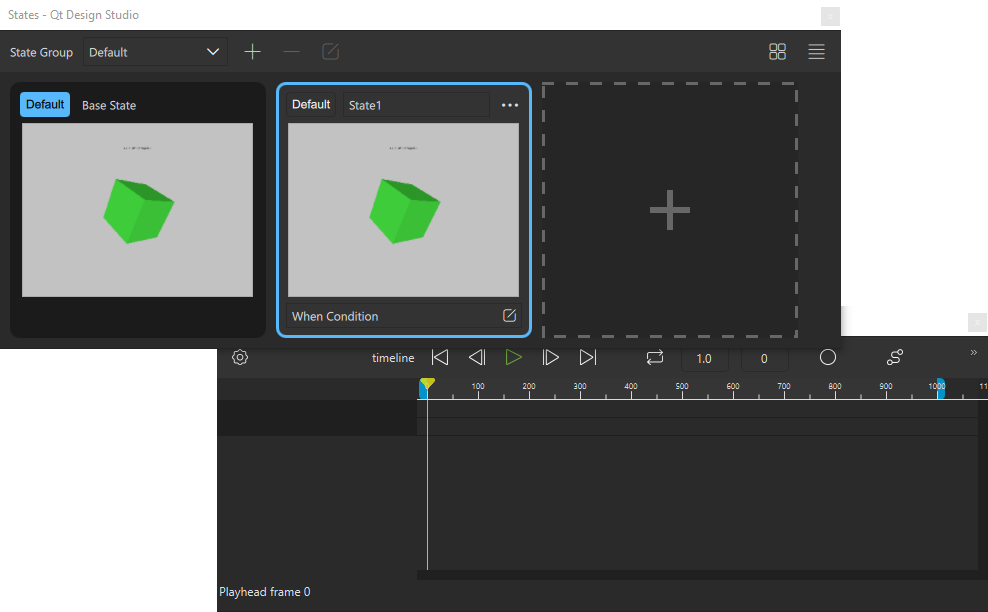 States - Qt Design Studio
State Group Default
Default Base State
Default State1
When Condition
timeline 1.0 0
100 200 300 400 500 600 700 800 900 1000
Playhead frame 0